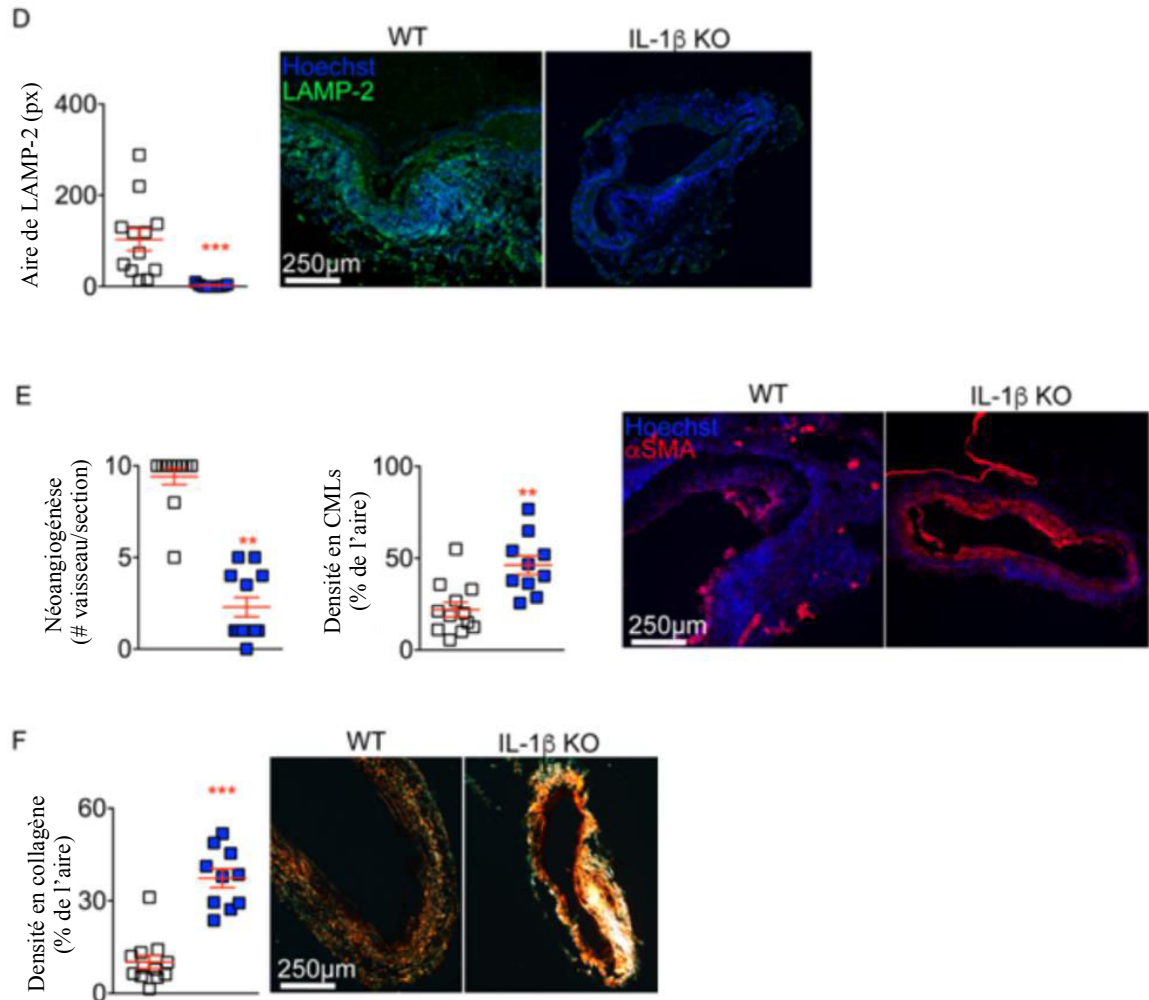 D
WT
IL-1β KO
Hoechst
LAMP-2
250µm
Aire de LAMP-2 (px)
400
200
0
***
E
WT
IL-1β KO
Hoechst
αSMA
250µm
Néoangiogénèse
(# vaisseau/section)
10
5
0
**
Densité en CMLs
(% de l'aire)
100
50
0
**
F
WT
IL-1β KO
250µm
Densité en collagène
(% de l'aire)
60
30
0
***